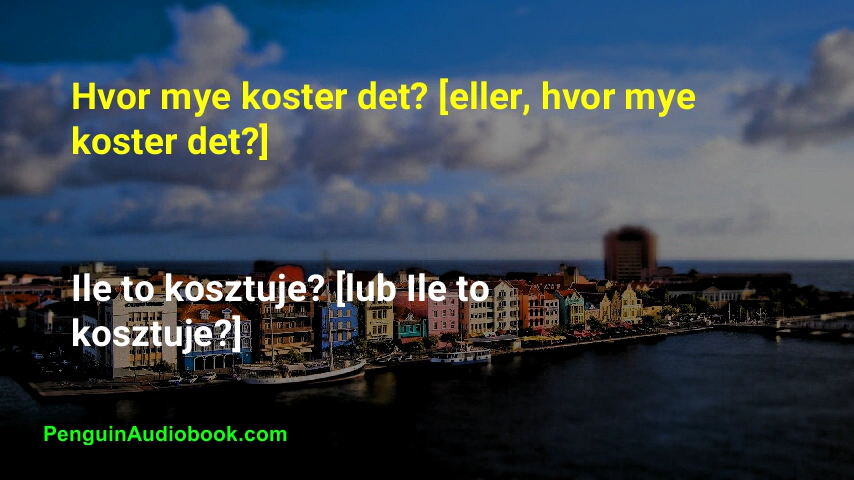 Hvor mye koster det? [eller, hvor mye
koster det?]
Ile to kosztuje? [lub Ile to
kosztuje?]
PenguinAudiobook.com